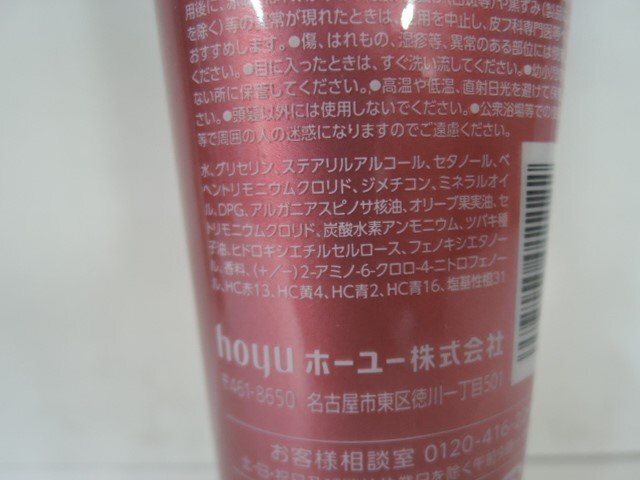 を除く)等の異常が現れたときは、使用を中止し、皮フ科専門医
おすすめします。●傷、はれもの、湿疹等、異常のある部位には
ください。●目に入ったときは、すぐ洗い流してください。●幼小児
ない所に保管してください。●高温や低温、直射日光を避けて
ください。●頭髪以外には使用しないでください。●公衆浴場等での
等で周囲の人の迷惑になりますのでご遠慮ください。
水、グリセリン、ステアリルアルコール、セタノール、ベ
ヘントリモニウムクロリド、ジメチコン、ミネラルオイ
ル、DPG、アルガニアスピノサ核油、オリーブ果実油、セ
トリモニウムクロリド、炭酸水素アンモニウム、ツバキ種
子油、ヒドロキシエチルセルロース、フェノキシエタノー
ル、香料、(+/-)2-アミノ-6-クロロ-4-ニトロフェノー
ル、HC赤13、HC黄4、HC青2、HC青16、塩基性橙31
hoyu ホーユー株式会社
〒461-8650 名古屋市東区徳川一丁目501
お客様相談室 0120-416-